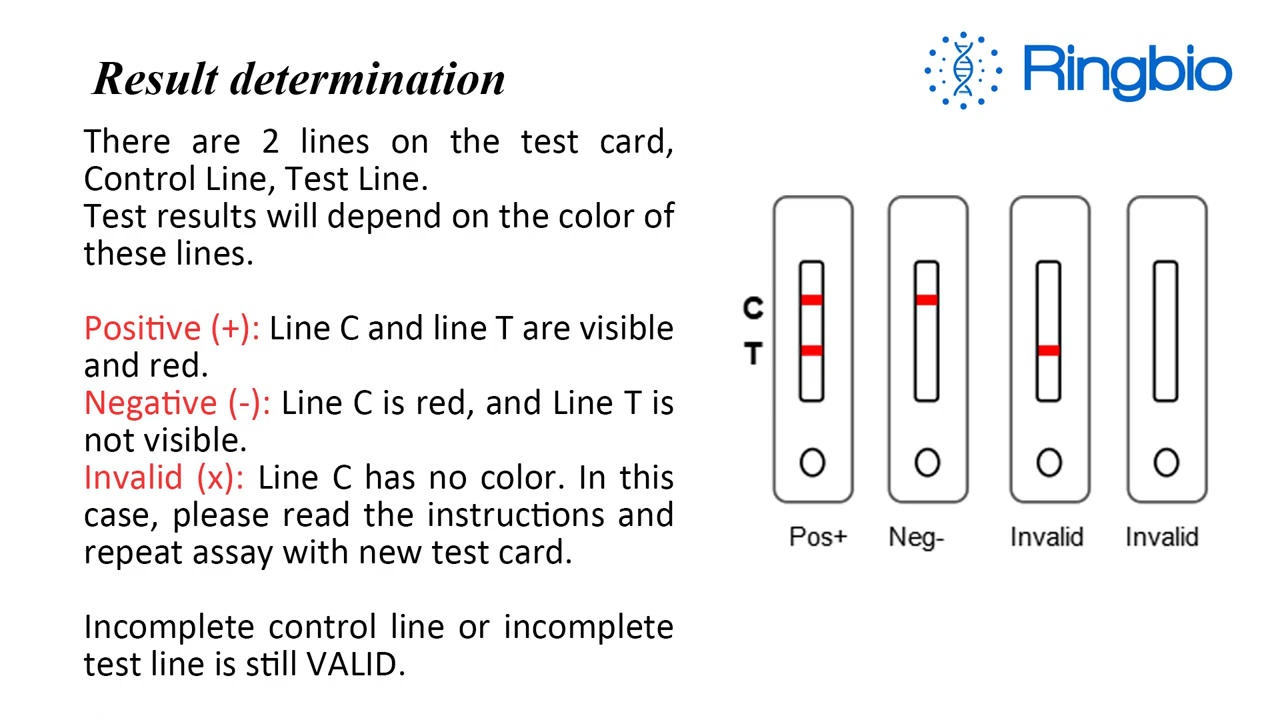 Result determination
Ringbio
There are 2 lines on the test card,
Control Line, Test Line.
Test results will depend on the color of
these lines.
Positive (+): Line C and line T are visible
and red.
Negative (-): Line C is red, and Line T is
not visible.
Invalid (x): Line C has no color. In this
case, please read the instructions and
repeat assay with new test card.
Incomplete control line or incomplete
test line is still VALID.
C
T
Pos+ Neg- Invalid Invalid